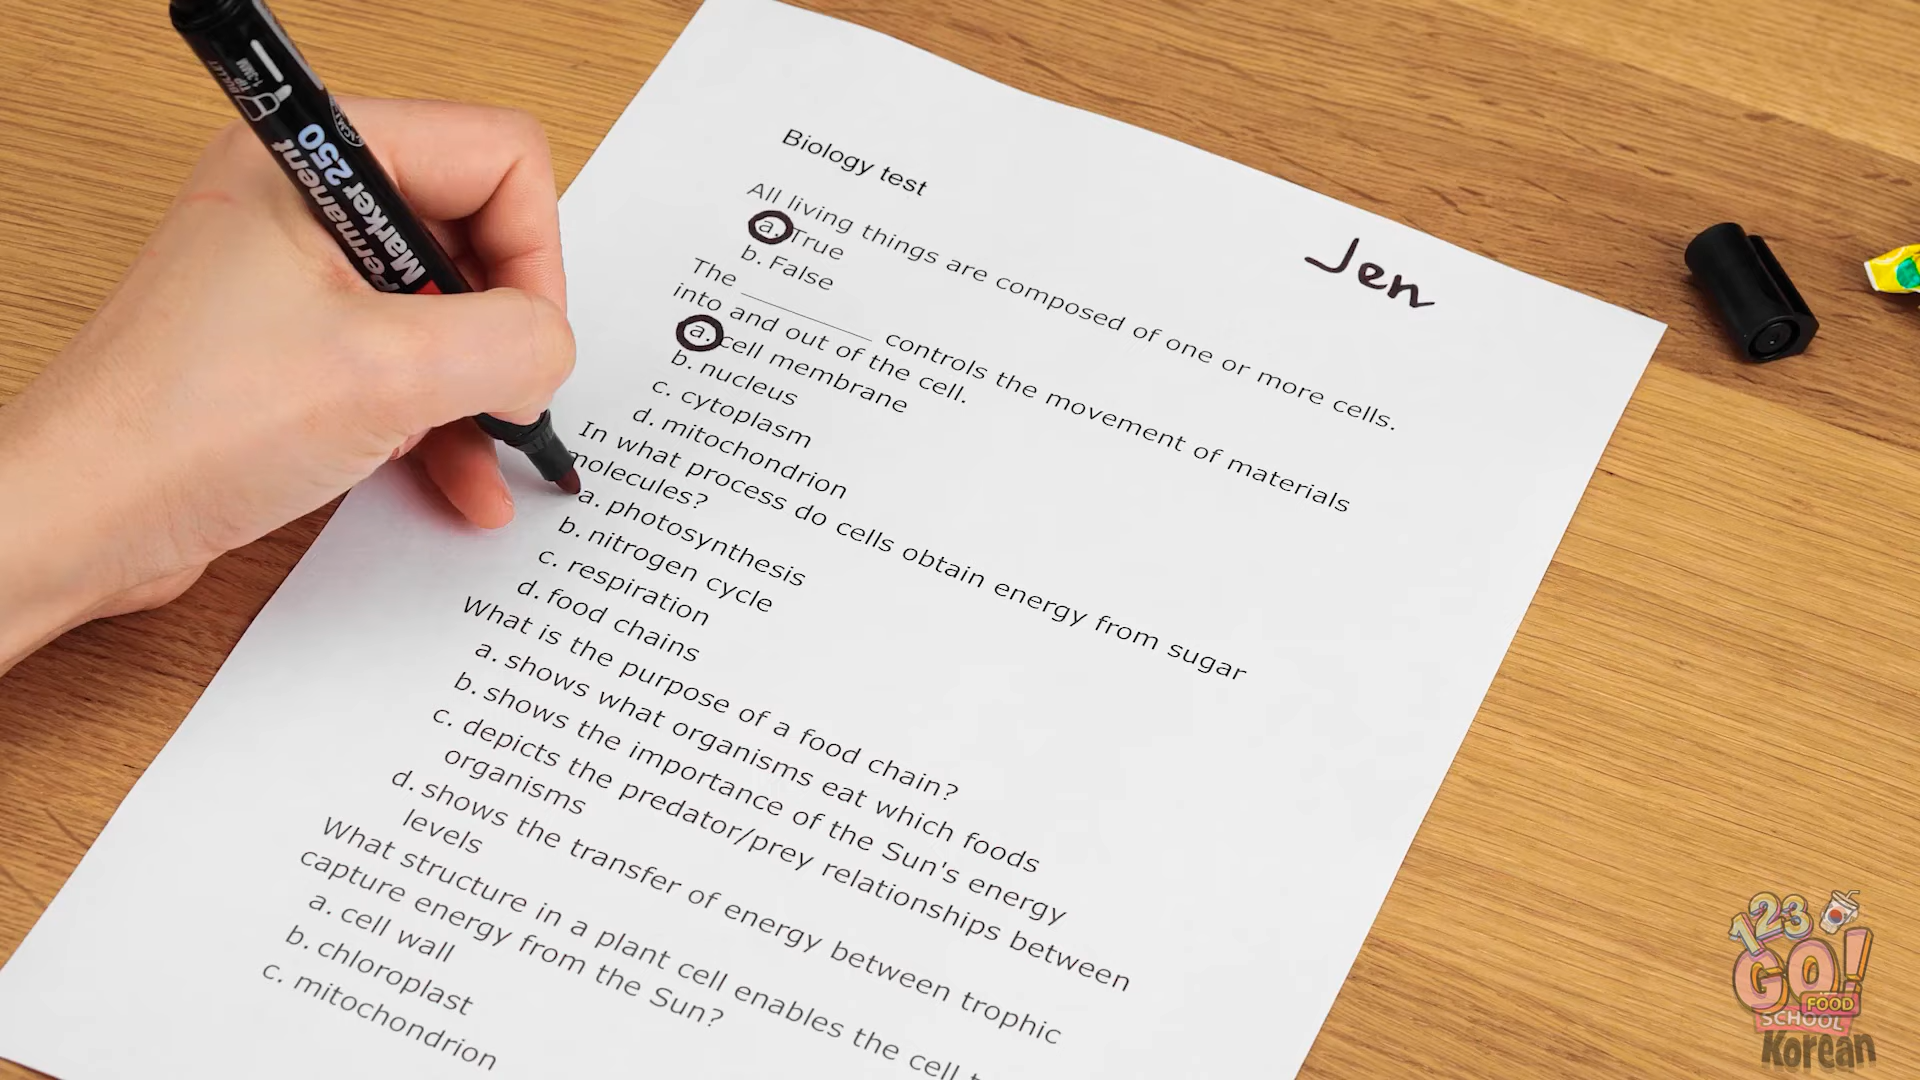 BULLET
TIP
1-3MM
Permanent
Marker 250
Biology test
Jen
All living things are composed of one or more cells.
a. True
b. False
The __________ controls the movement of materials
into and out of the cell.
a. cell membrane
b. nucleus
c. cytoplasm
d. mitochondrion
In what process do cells obtain energy from sugar
molecules?
a. photosynthesis
b. nitrogen cycle
c. respiration
d. food chains
What is the purpose of a food chain?
a. shows what organisms eat which foods
b. shows the importance of the Sun's energy
c. depicts the predator/prey relationships between
organisms
d. shows the transfer of energy between trophic
levels
What structure in a plant cell enables the cell
capture energy from the Sun?
a. cell wall
b. chloroplast
c. mitochondrion
123
GO!
FOOD
SCHOOL
Korean